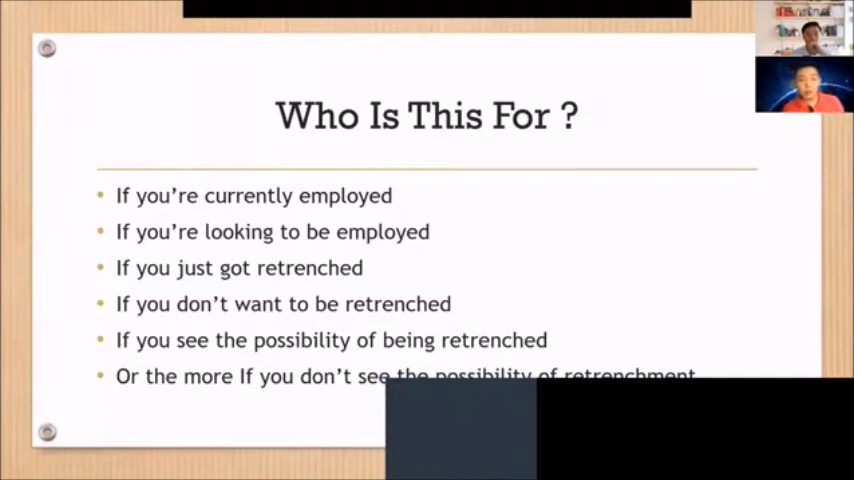 Who Is This For ?
• If you're currently employed
• If you're looking to be employed
• If you just got retrenched
• If you don't want to be retrenched
• If you see the possibility of being retrenched
• Or the more If you don't see the possibility of retrenchment